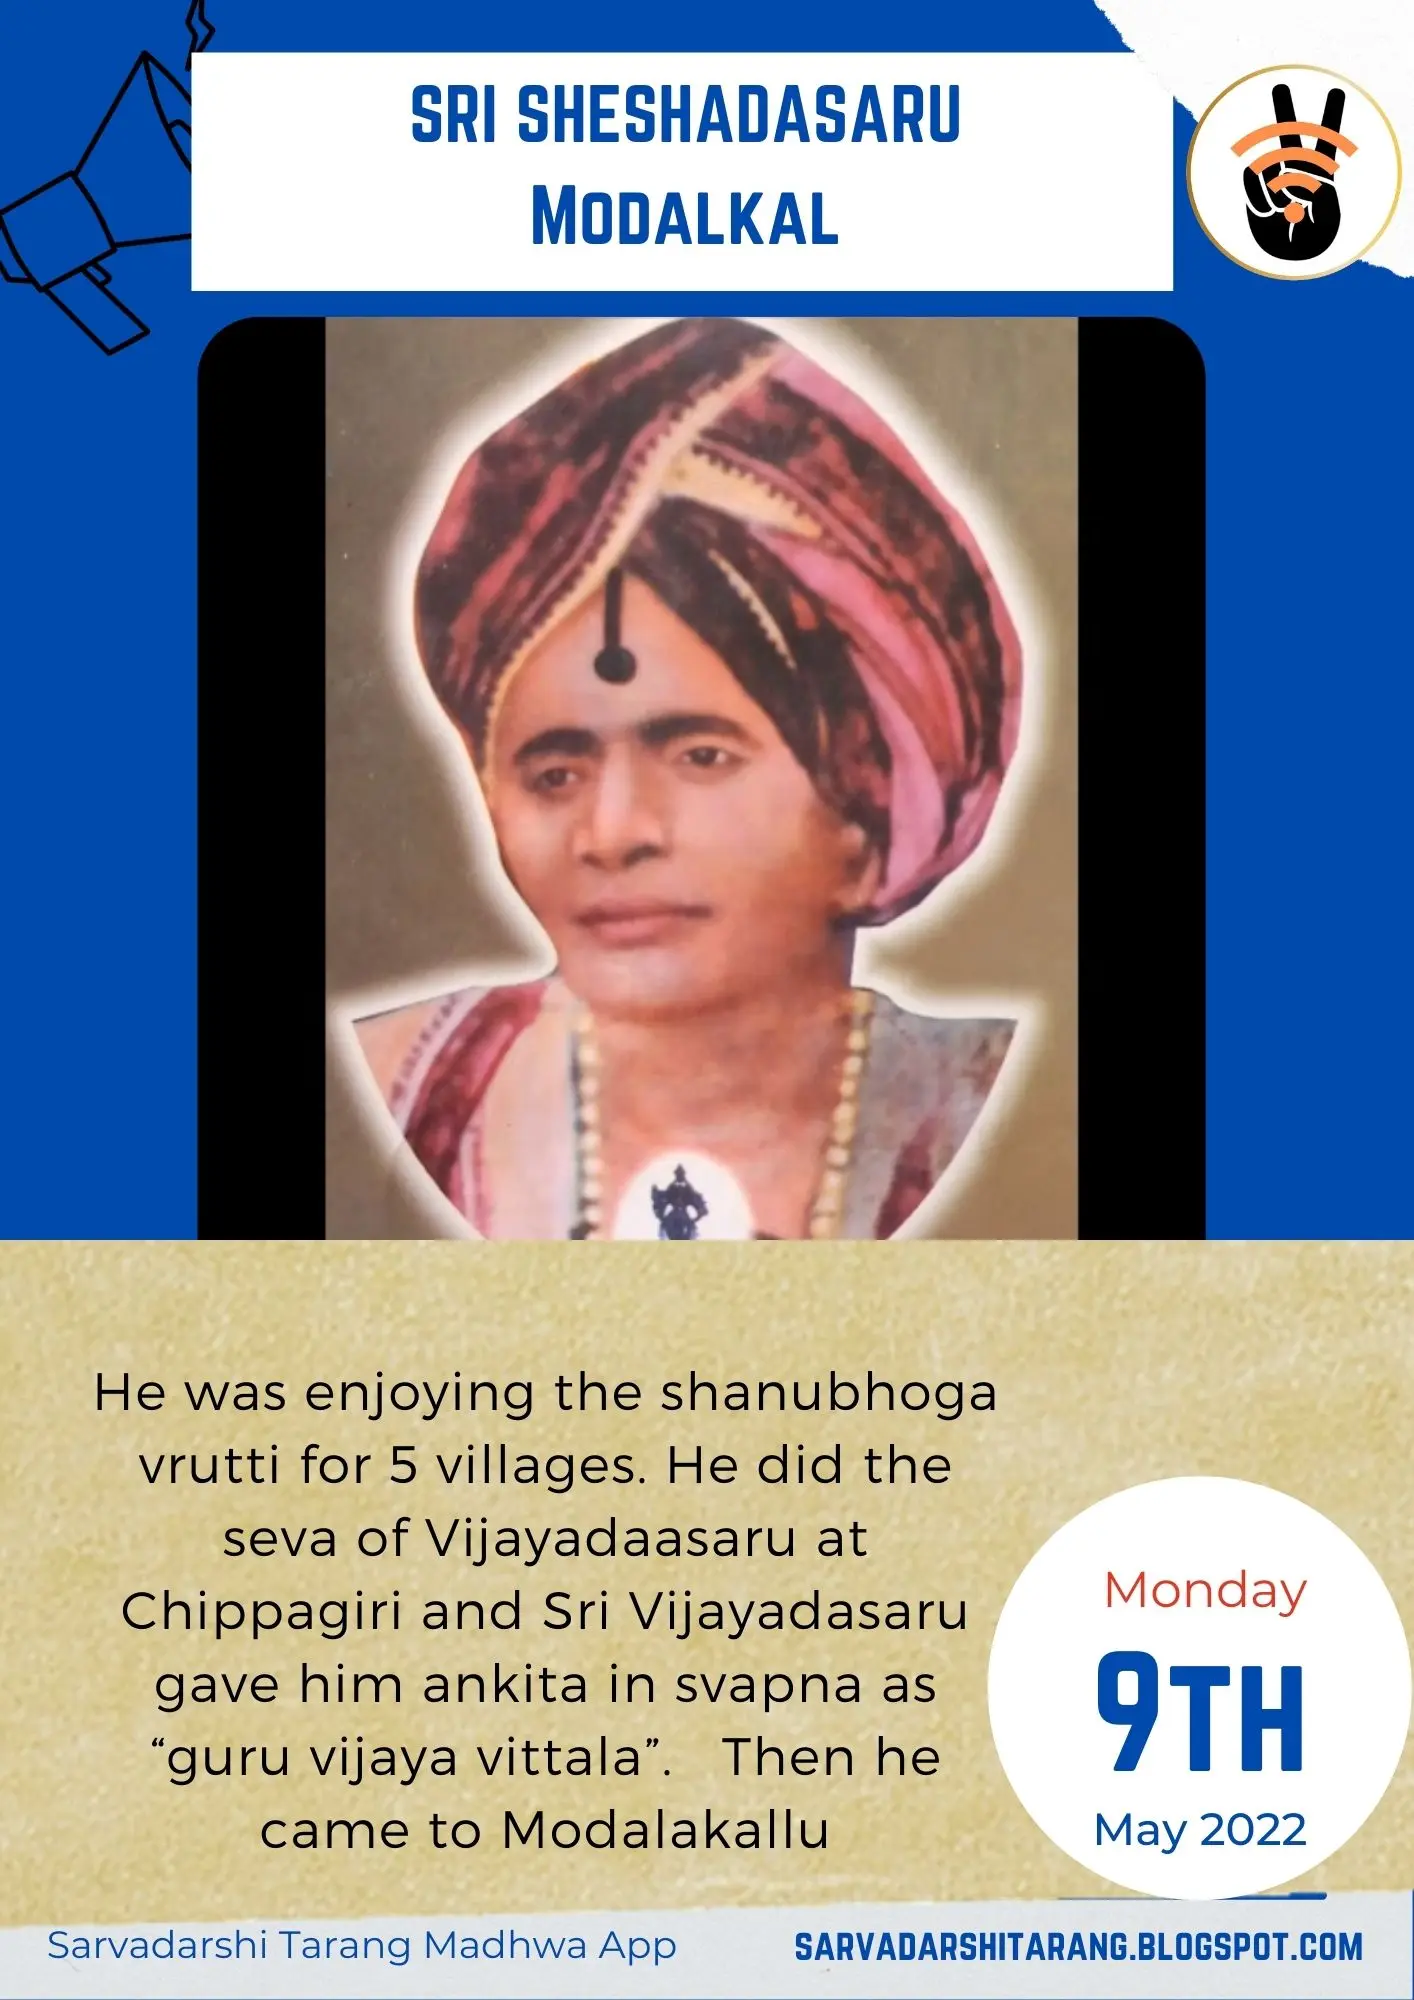 SRI SHESHADASARU
MODALKAL
He was enjoying the shanubhoga
vrutti for 5 villages. He did the
seva of Vijayadaasaru at
Chippagiri and Sri Vijayadasaru
gave him ankita in svapna as
“guru vijaya vittala”. Then he
came to Modalakallu
Monday
9TH
May 2022
Sarvadarshi Tarang Madhwa App
SARVADARSHITARANG.BLOGSPOT.COM